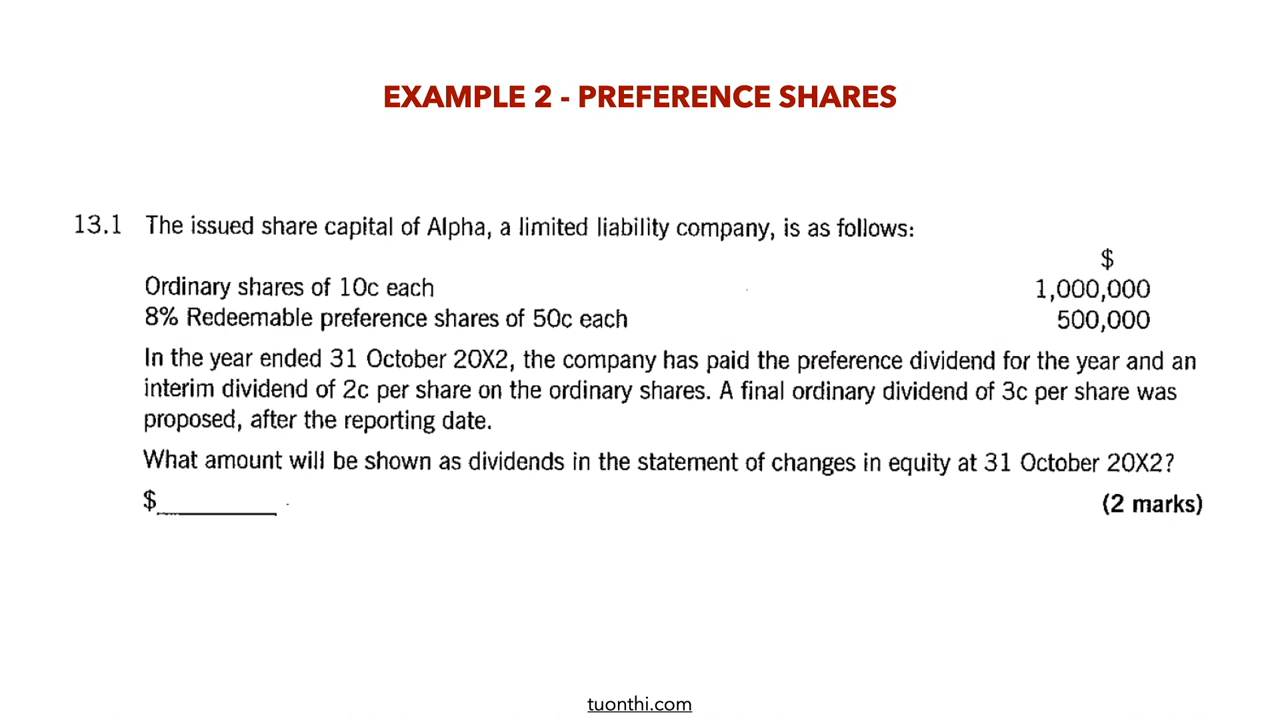 EXAMPLE 2 - PREFERENCE SHARES
13.1 The issued share capital of Alpha, a limited liability company, is as follows:
$
Ordinary shares of 10c each 1,000,000
8% Redeemable preference shares of 50c each 500,000
In the year ended 31 October 20X2, the company has paid the preference dividend for the year and an
interim dividend of 2c per share on the ordinary shares. A final ordinary dividend of 3c per share was
proposed, after the reporting date.
What amount will be shown as dividends in the statement of changes in equity at 31 October 20X2?
$__________ (2 marks)
tuonthi.com